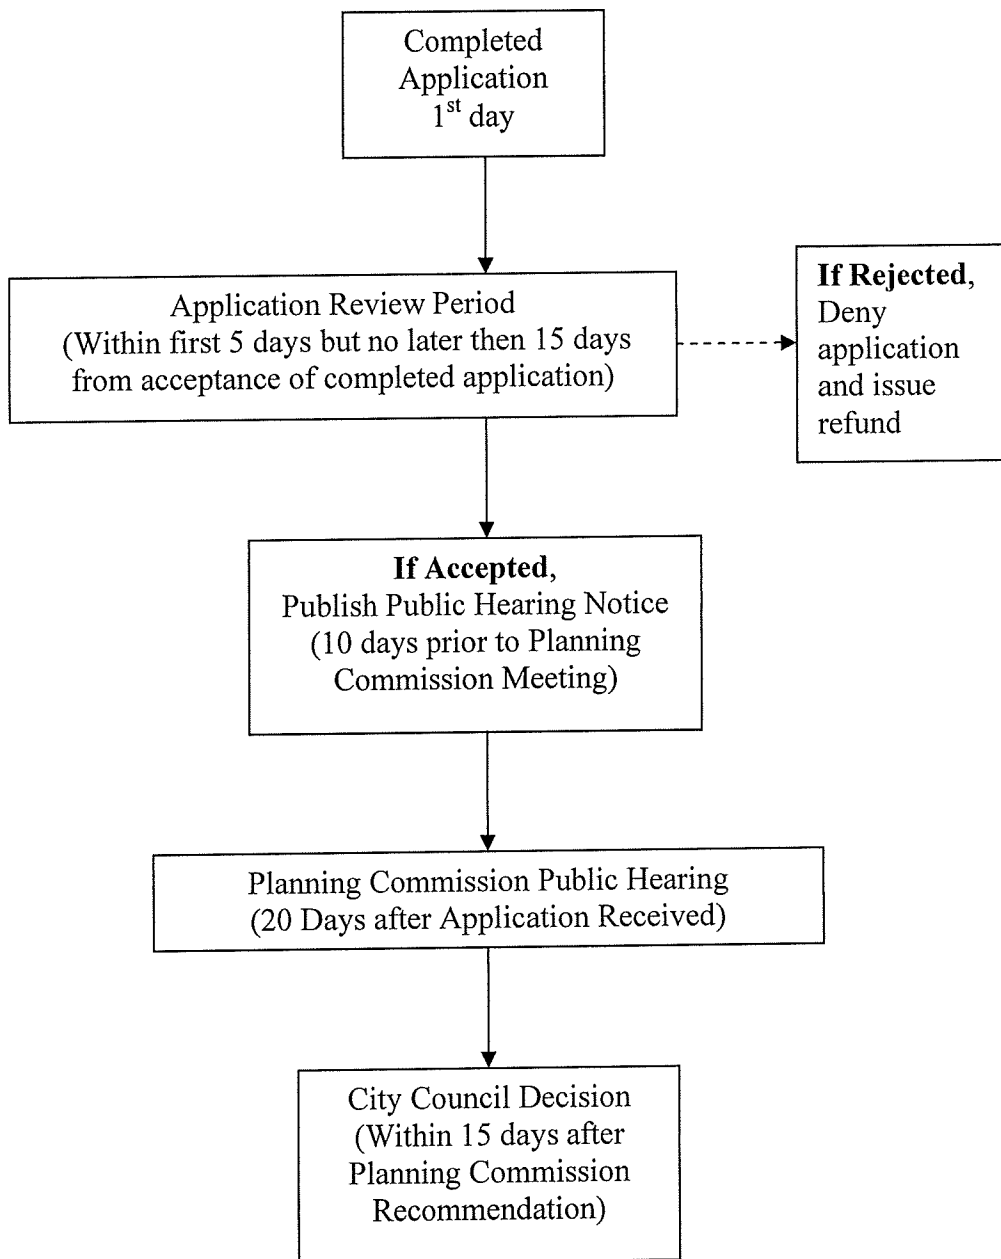 Completed
Application
1st day
Application Review Period
(Within first 5 days but no later then 15 days
from acceptance of completed application)
If Rejected,
Deny
application
and issue
refund
If Accepted,
Publish Public Hearing Notice
(10 days prior to Planning
Commission Meeting)
Planning Commission Public Hearing
(20 Days after Application Received)
City Council Decision
(Within 15 days after
Planning Commission
Recommendation)